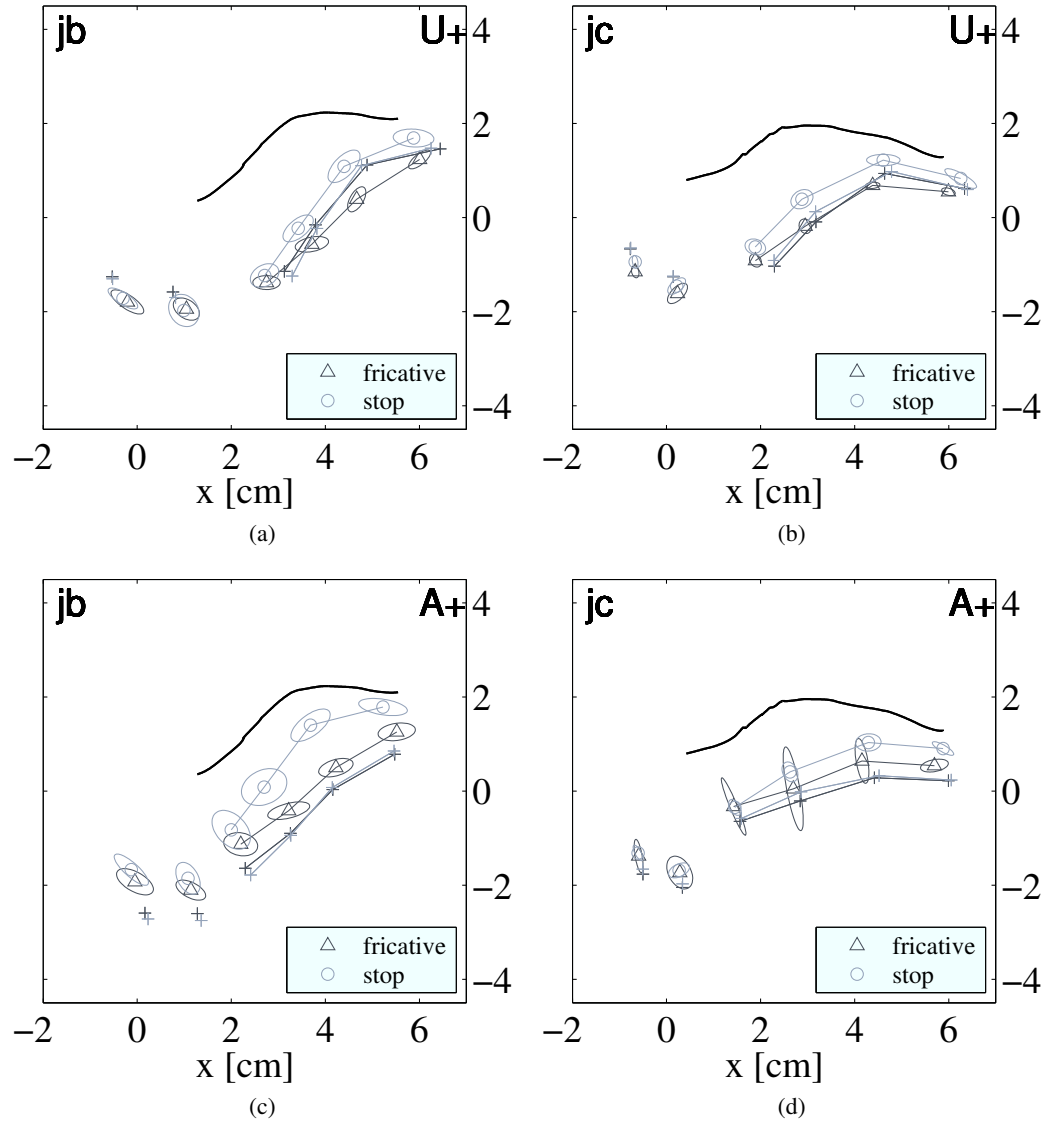 jb U+ 4
2
0
−2
fricative
stop
−4
−2 0 2 4 6
x [cm]
(a)
jc U+ 4
2
0
−2
fricative
stop
−4
−2 0 2 4 6
x [cm]
(b)
jb A+ 4
2
0
−2
fricative
stop
−4
−2 0 2 4 6
x [cm]
(c)
jc A+ 4
2
0
−2
fricative
stop
−4
−2 0 2 4 6
x [cm]
(d)